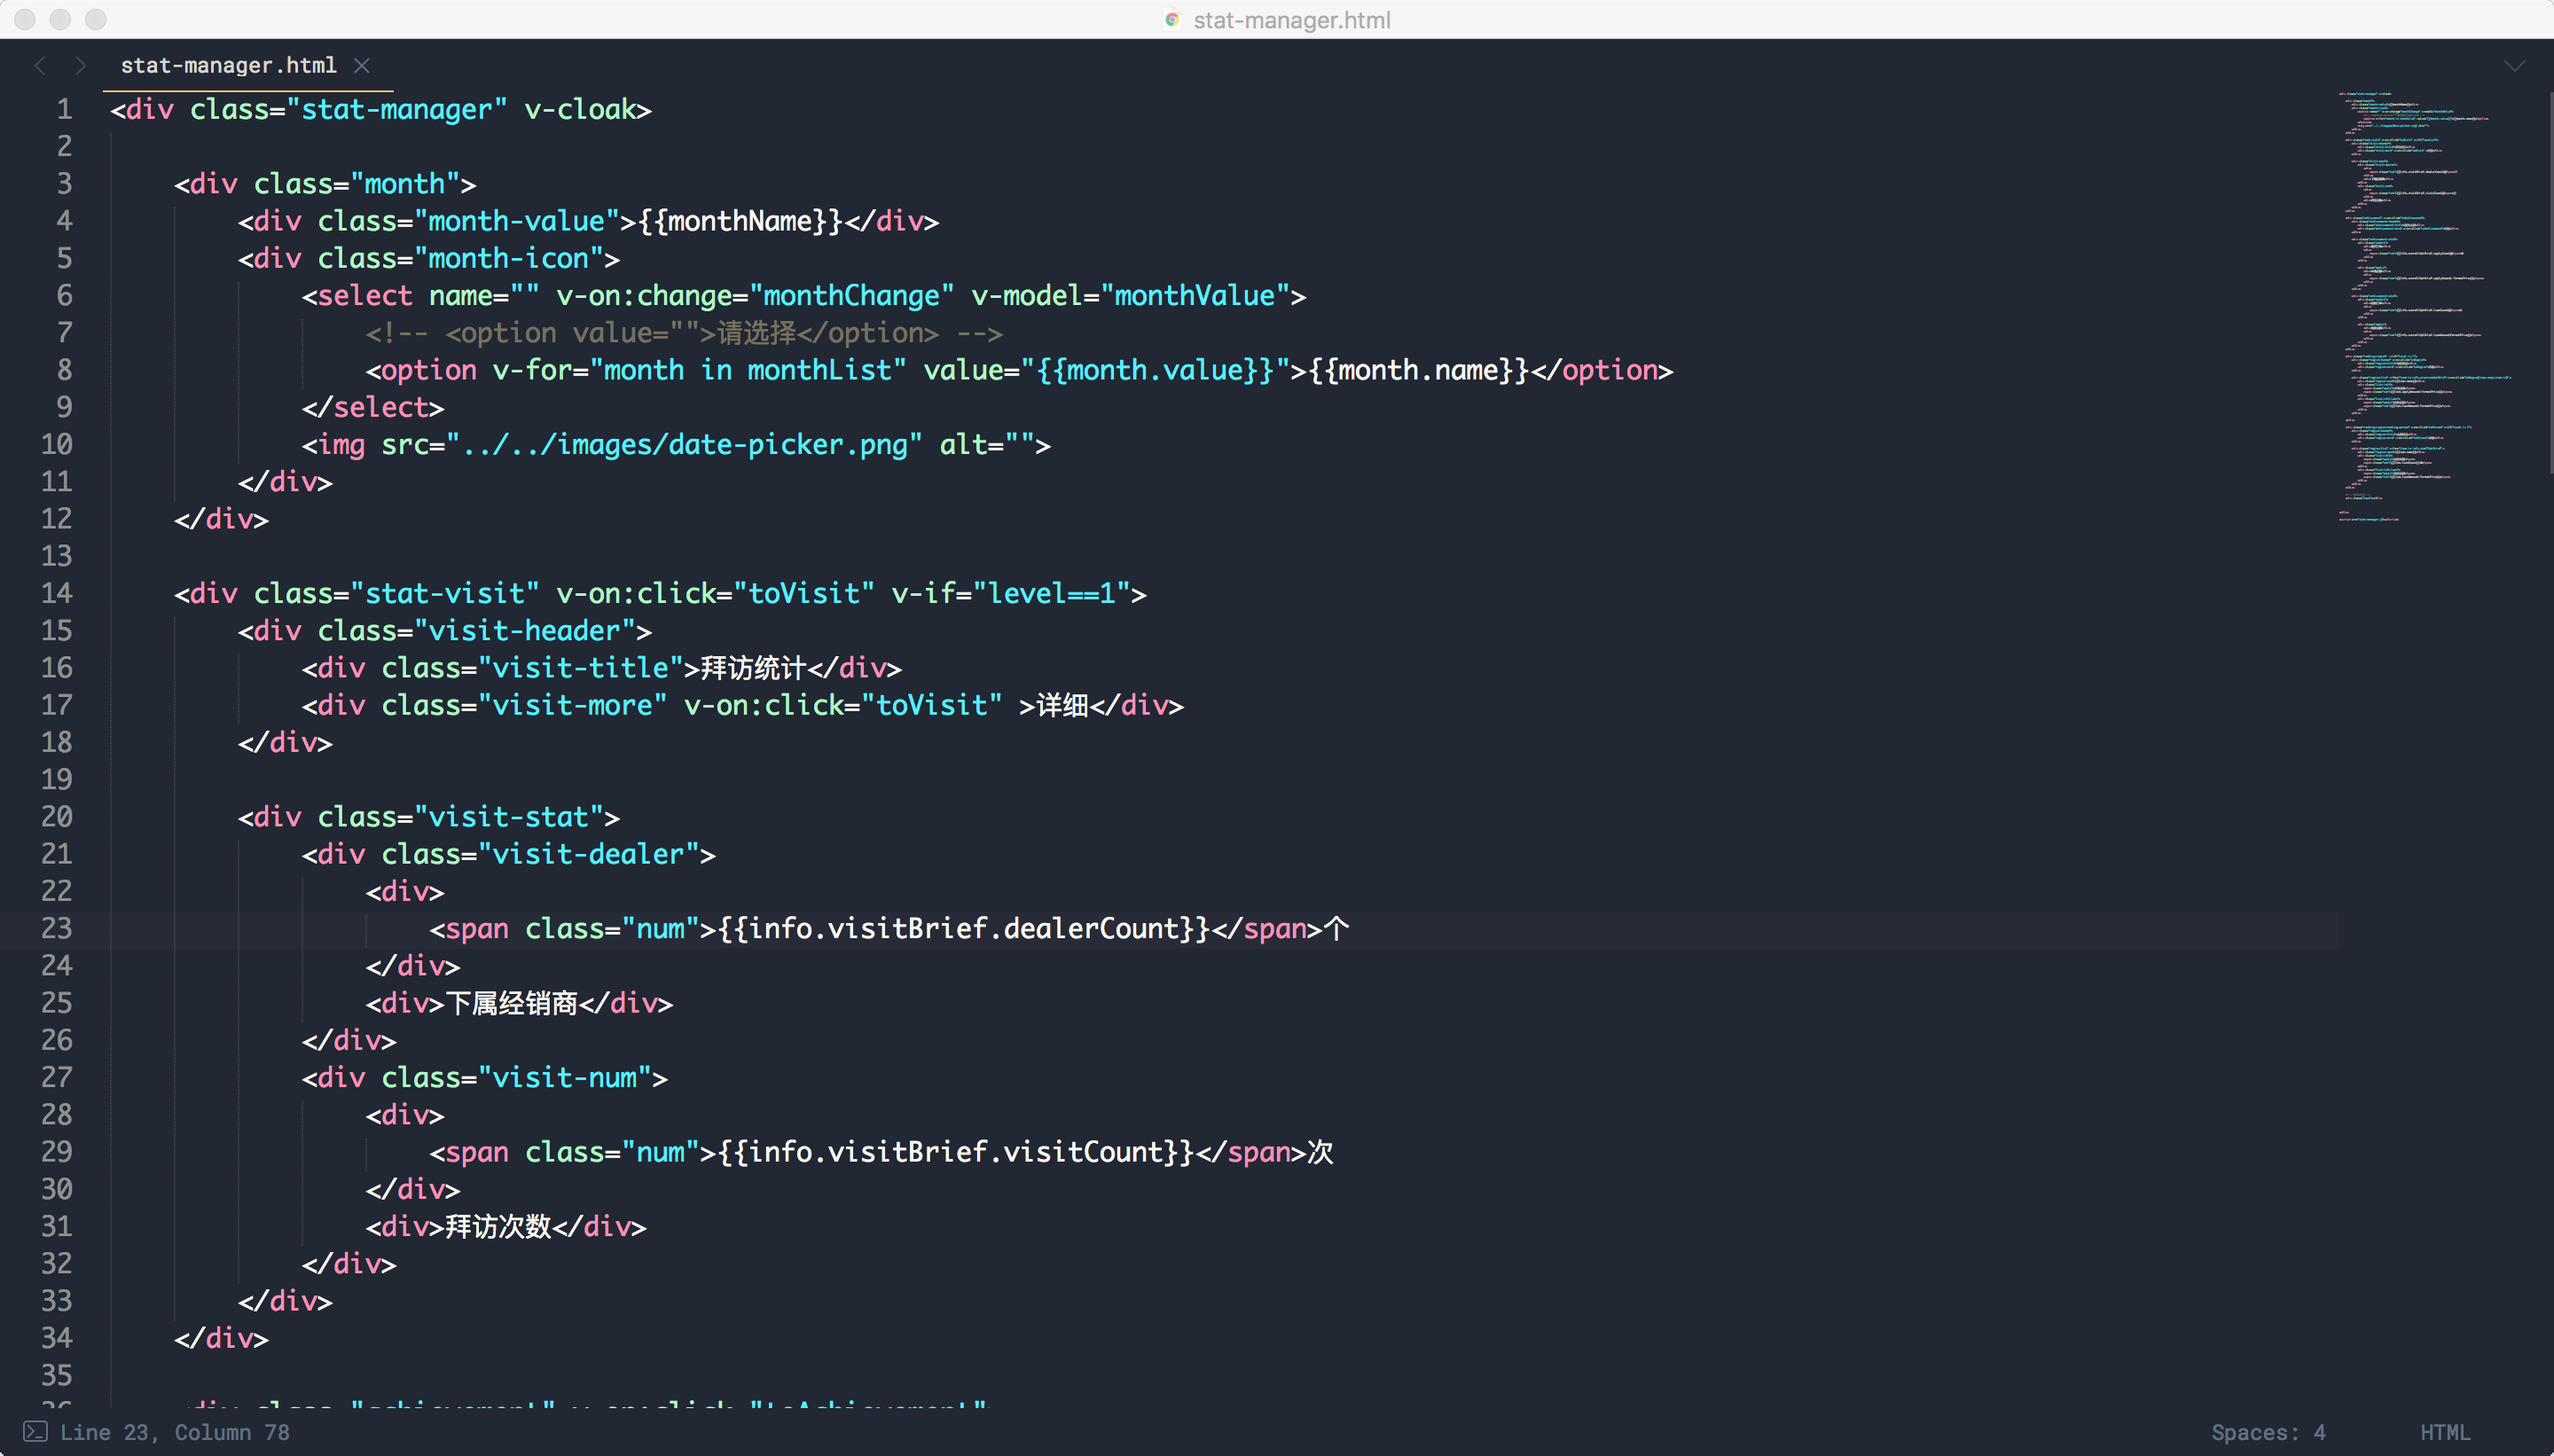 stat-manager.html
stat-manager.html
1 <div class="stat-manager" v-cloak>
2
3     <div class="month">
4         <div class="month-value">{{monthName}}</div>
5         <div class="month-icon">
6             <select name="" v-on:change="monthChange" v-model="monthValue">
7                 <!-- <option value="">请选择</option> -->
8                 <option v-for="month in monthList" value="{{month.value}}">{{month.name}}</option>
9             </select>
10             <img src="../../images/date-picker.png" alt="">
11         </div>
12     </div>
13
14     <div class="stat-visit" v-on:click="toVisit" v-if="level==1">
15         <div class="visit-header">
16             <div class="visit-title">拜访统计</div>
17             <div class="visit-more" v-on:click="toVisit" >详细</div>
18         </div>
19
20         <div class="visit-stat">
21             <div class="visit-dealer">
22                 <div>
23                     <span class="num">{{info.visitBrief.dealerCount}}</span>个
24                 </div>
25                 <div>下属经销商</div>
26             </div>
27             <div class="visit-num">
28                 <div>
29                     <span class="num">{{info.visitBrief.visitCount}}</span>次
30                 </div>
31                 <div>拜访次数</div>
32             </div>
33         </div>
34     </div>
35
36     <div class="achievement" v-on:click="toAchievement">
Line 23, Column 78
Spaces: 4
HTML